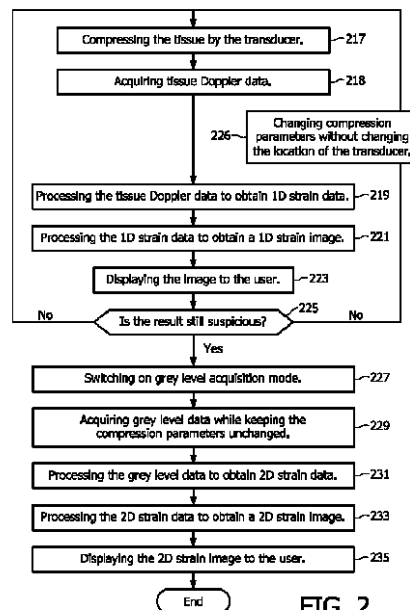 Compressing the tissue by the transducer.
217
Acquiring tissue Doppler data.
218
Changing compression
parameters without changing
the location of the transducer.
226
Processing the tissue Doppler data to obtain 1D strain data.
219
Processing the 1D strain data to obtain a 1D strain image.
221
Displaying the image to the user.
223
225
No
Is the result still suspicious?
No
Yes
Switching on grey level acquisition mode.
227
Acquiring grey level data while keeping the
compression parameters unchanged.
229
Processing the grey level data to obtain 2D strain data.
231
Processing the 2D strain data to obtain a 2D strain image.
233
Displaying the 2D strain image to the user.
235
End
FIG. 2